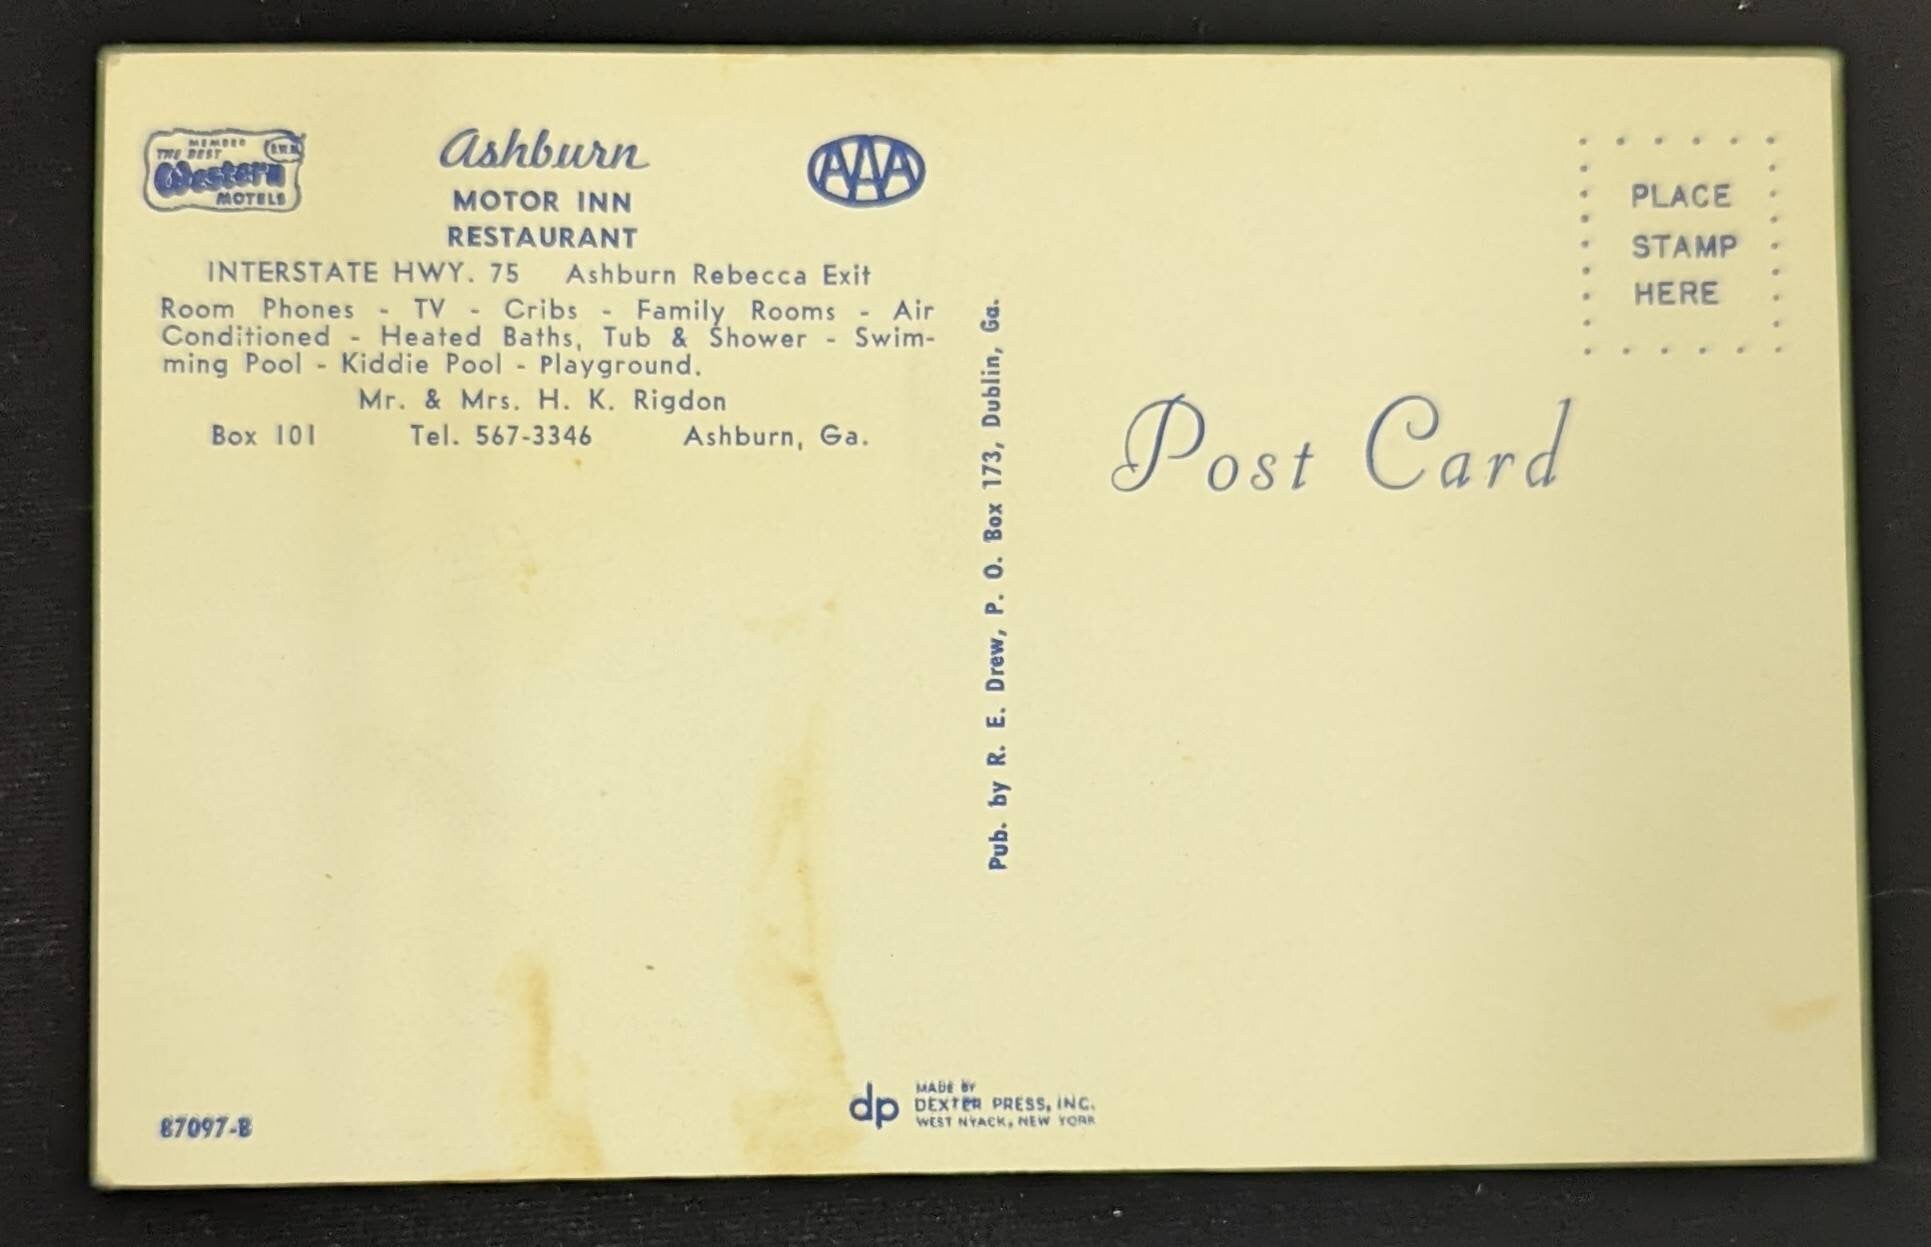 MEMBER
THE BEST B.W.M.
Western
MOTELS
Ashburn
MOTOR INN
RESTAURANT
AAA
INTERSTATE HWY. 75 Ashburn Rebecca Exit
Room Phones - TV - Cribs - Family Rooms - Air
Conditioned - Heated Baths, Tub & Shower - Swim-
ming Pool - Kiddie Pool - Playground.
Mr. & Mrs. H. K. Rigdon
Box 101 Tel. 567-3346 Ashburn, Ga.
87097-B
Pub. by R. E. Drew, P. O. Box 173, Dublin, Ga.
dp
MADE BY
DEXTER PRESS, INC.
WEST NYACK, NEW YORK
PLACE
STAMP
HERE
Post Card